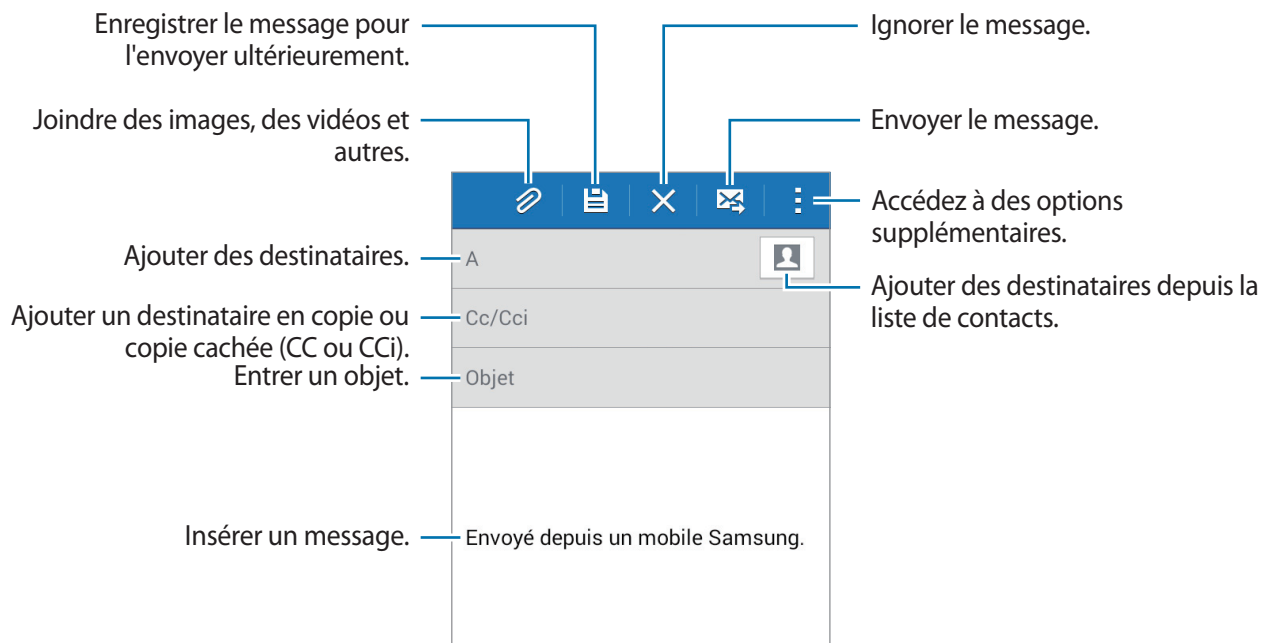 Enregistrer le message pour
l'envoyer ultérieurement.
Ignorer le message.
Joindre des images, des vidéos et
autres.
Envoyer le message.
Accédez à des options
supplémentaires.
Ajouter des destinataires.
A
Ajouter des destinataires depuis la
liste de contacts.
Ajouter un destinataire en copie ou
copie cachée (CC ou CCi).
Cc/Cci
Entrer un objet.
Objet
Insérer un message.
Envoyé depuis un mobile Samsung.